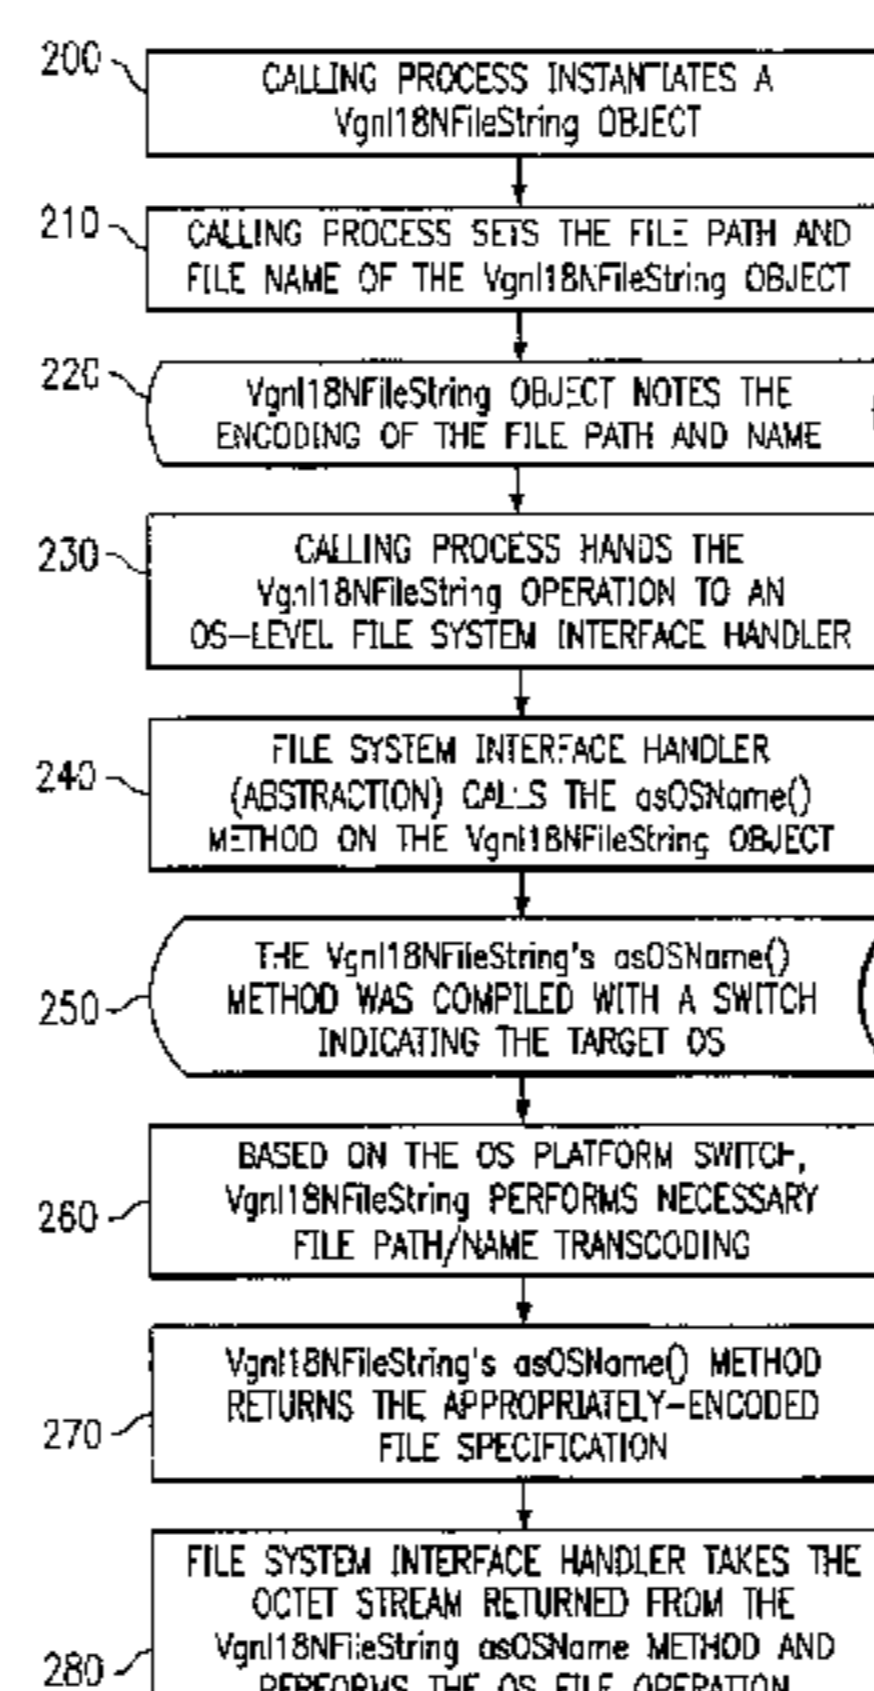 200
CALLING PROCESS INSTANTIATES A
VgnI18NFileString OBJECT
210
CALLING PROCESS SETS THE FILE PATH AND
FILE NAME OF THE VgnI18NFileString OBJECT
220
VgnI18NFileString OBJECT NOTES THE
ENCODING OF THE FILE PATH AND NAME
230
CALLING PROCESS HANDS THE
VgnI18NFileString OPERATION TO AN
OS-LEVEL FILE SYSTEM INTERFACE HANDLER
240
FILE SYSTEM INTERFACE HANDLER
(ABSTRACTION) CALLS THE asOSName()
METHOD ON THE VgnI18NFileString OBJECT
250
THE VgnI18NFileString's asOSName()
METHOD WAS COMPILED WITH A SWITCH
INDICATING THE TARGET OS
260
BASED ON THE OS PLATFORM SWITCH,
VgnI18NFileString PERFORMS NECESSARY
FILE PATH/NAME TRANSCODING
270
VgnI18NFileString's asOSName() METHOD
RETURNS THE APPROPRIATELY-ENCODED
FILE SPECIFICATION
280
FILE SYSTEM INTERFACE HANDLER TAKES THE
OCTET STREAM RETURNED FROM THE
VgnI18NFileString asOSName METHOD AND
PERFORMS THE OS FILE OPERATION